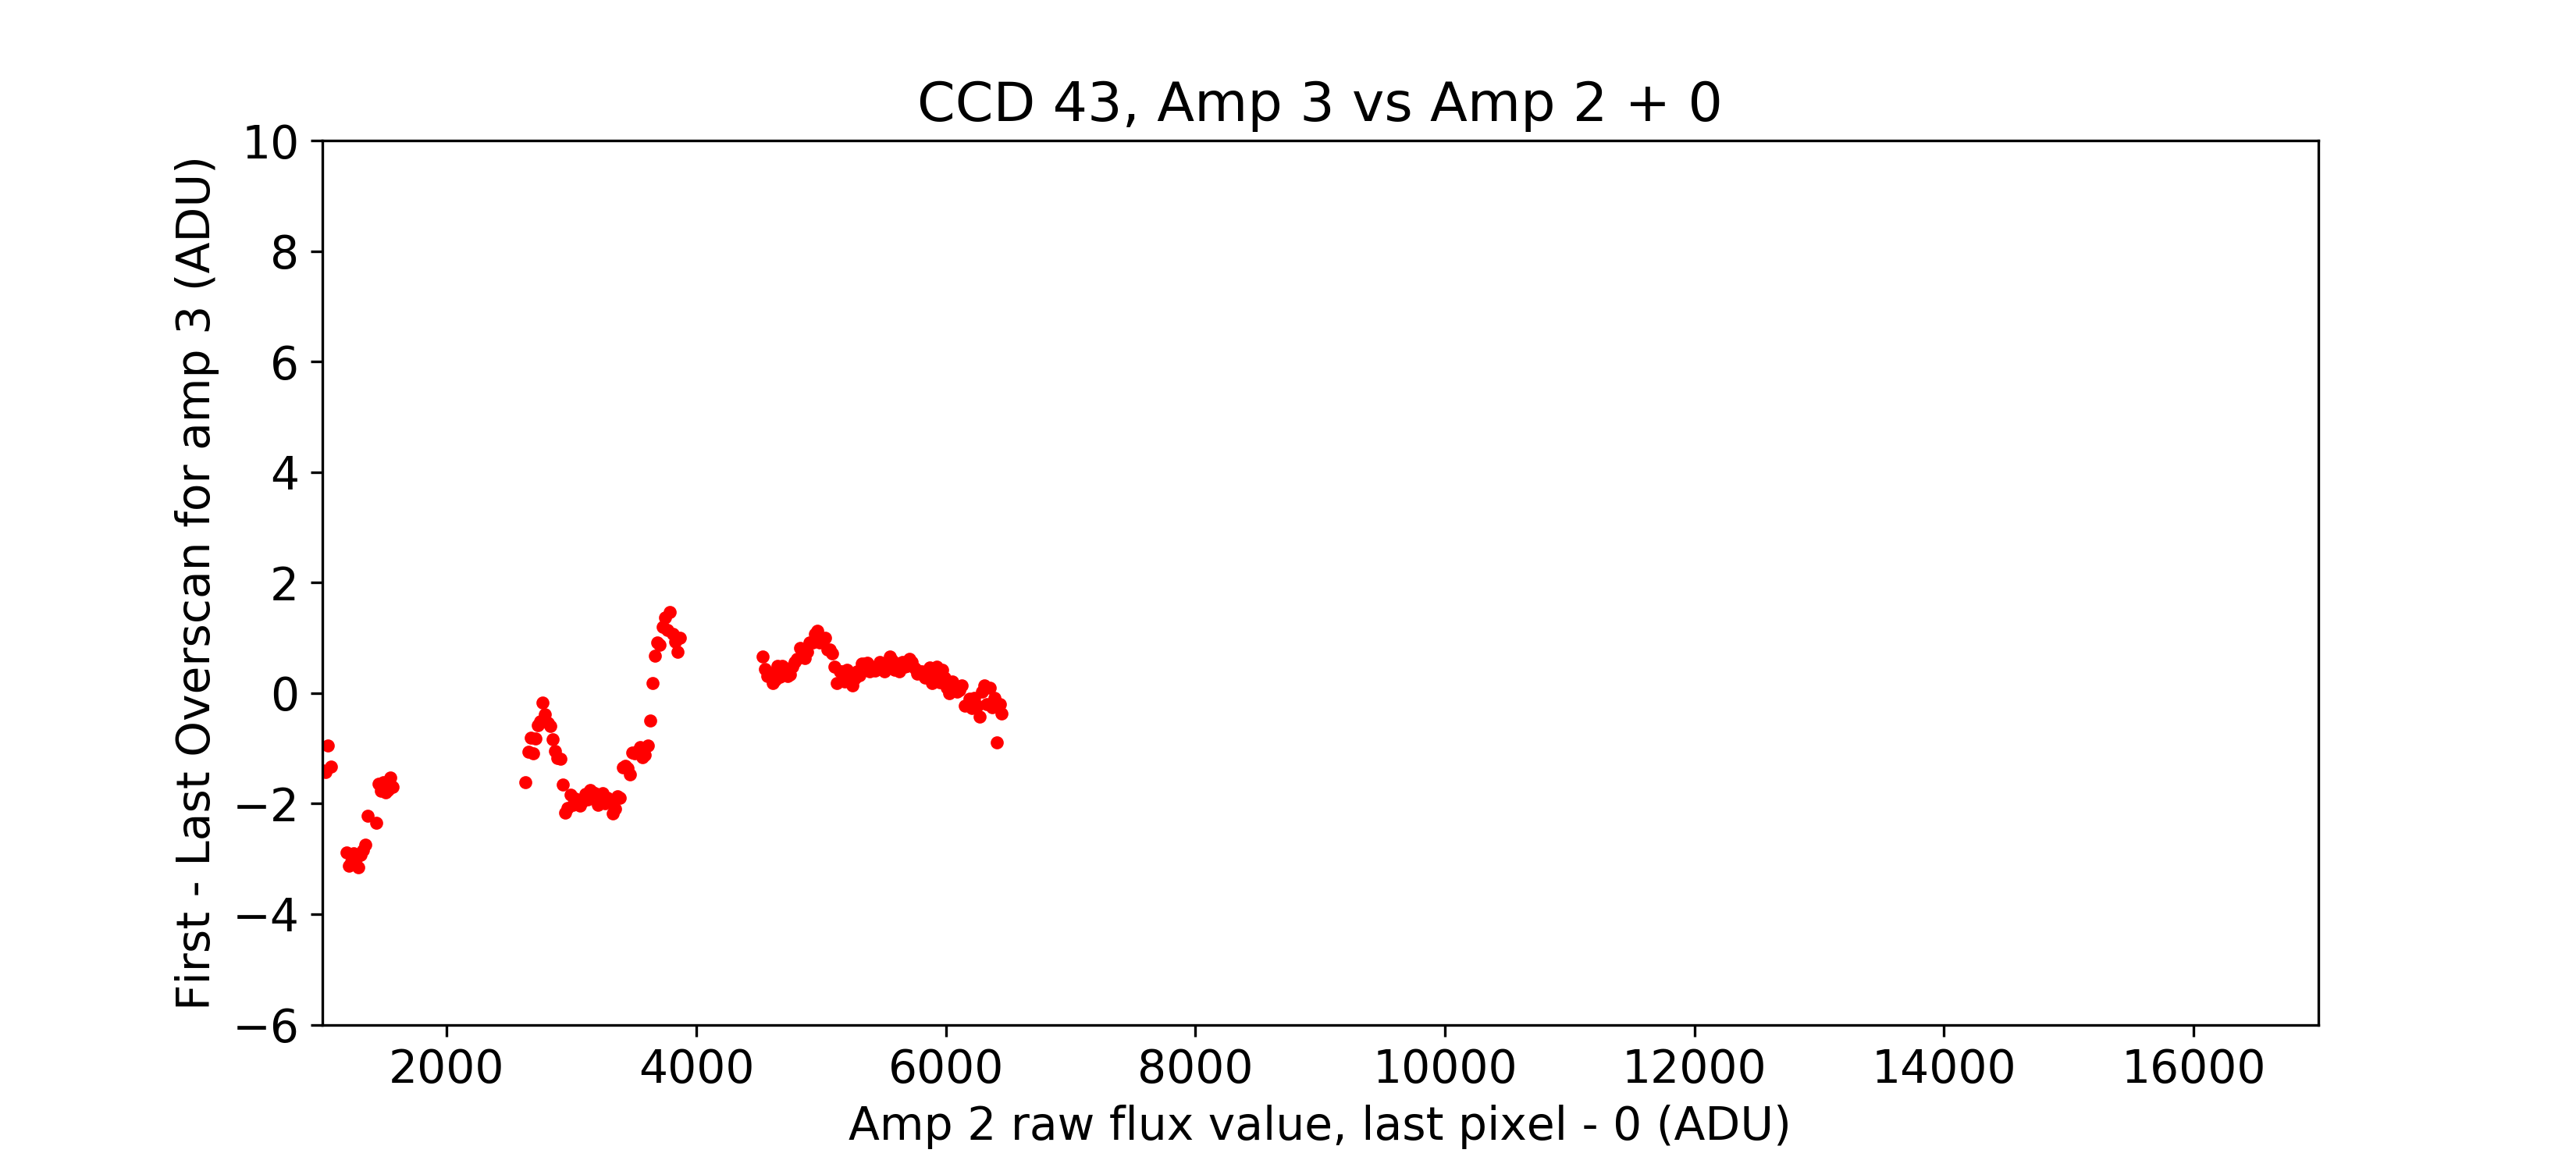 CCD 43, Amp 3 vs Amp 2 + 0
First - Last Overscan for amp 3 (ADU)
10
8
6
4
2
0
−2
−4
−6
2000 4000 6000 8000 10000 12000 14000 16000
Amp 2 raw flux value, last pixel - 0 (ADU)